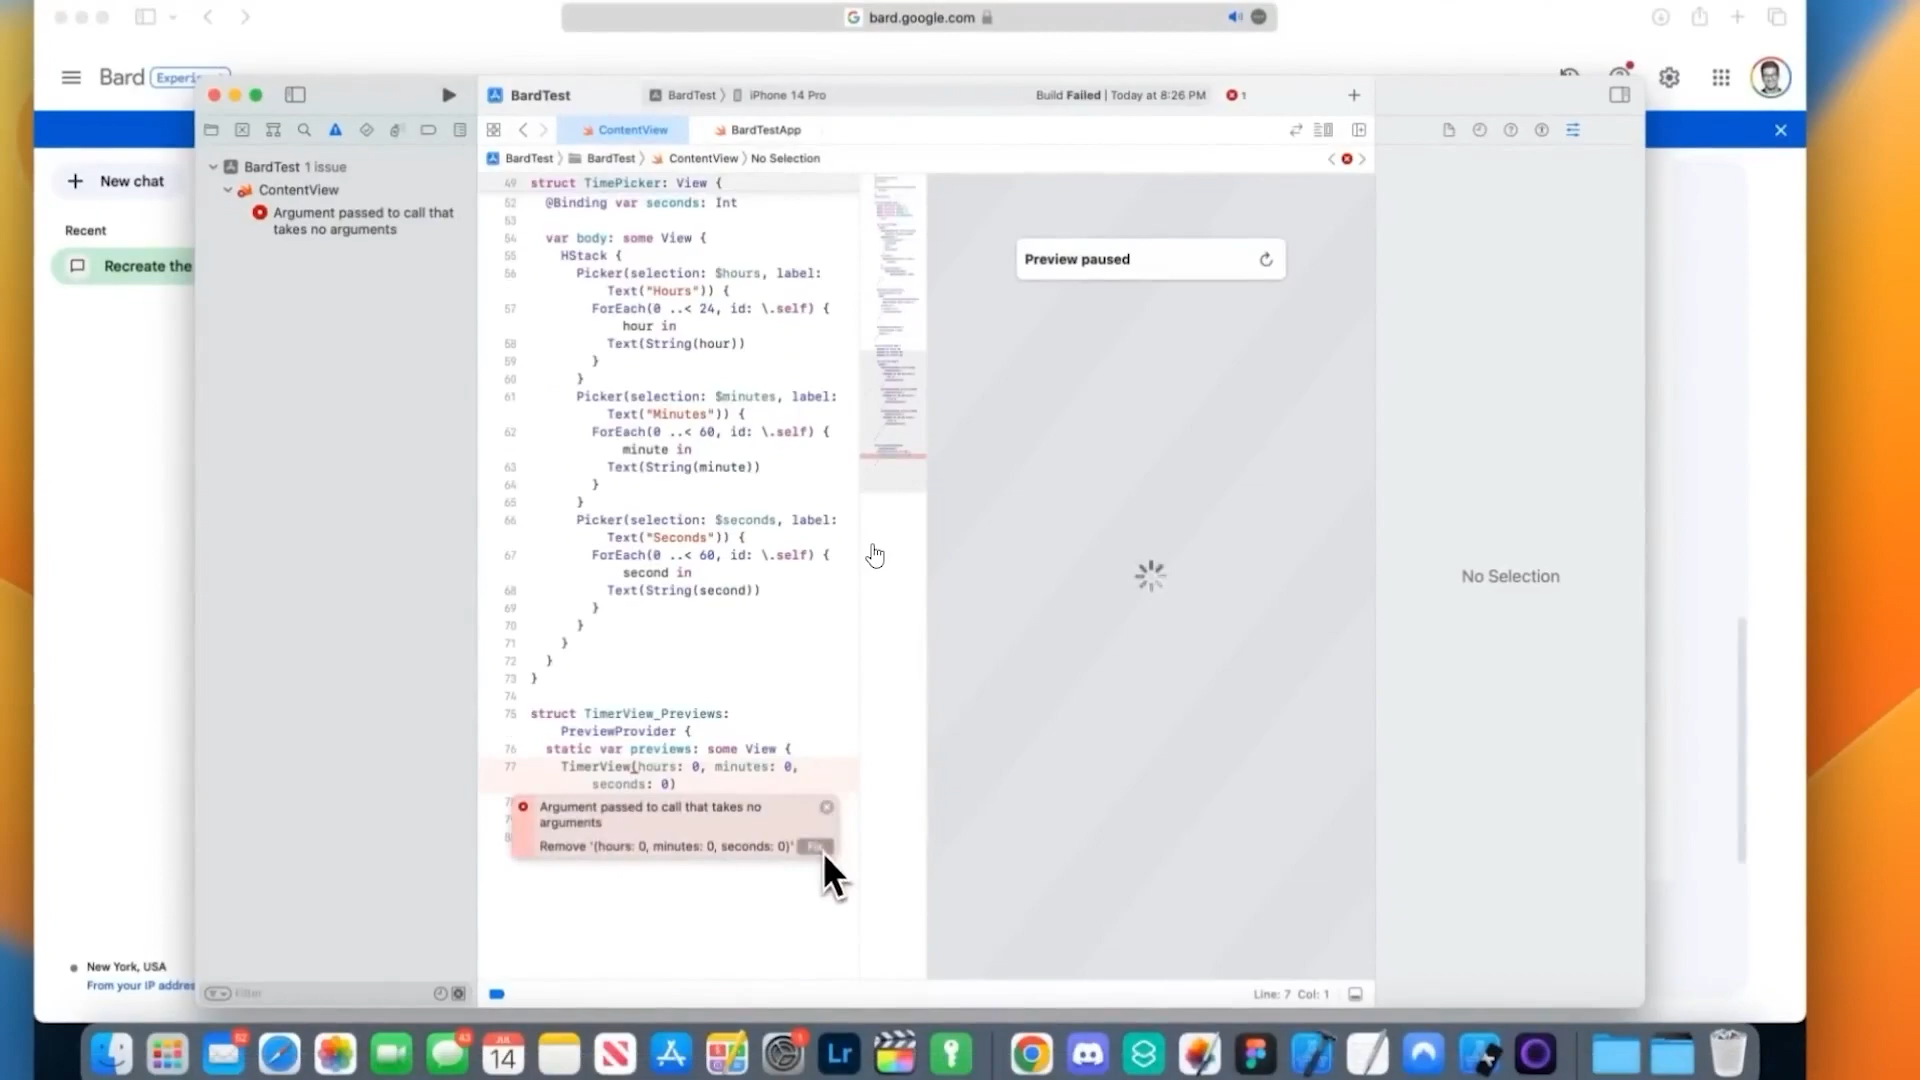 bard.google.com
Bard
BardTest
BardTest
iPhone 14 Pro
Build Failed | Today at 8:26 PM
1
ContentView
BardTestApp
BardTest
BardTest
ContentView
No Selection
New chat
Recent
Recreate the
BardTest 1 issue
ContentView
Argument passed to call that
takes no arguments
49 struct TimePicker: View {
52 @Binding var seconds: Int
53
54 var body: some View {
55 HStack {
56 Picker(selection: $hours, label:
Text("Hours")) {
57 ForEach(0 ..< 24, id: \.self) {
hour in
58 Text(String(hour))
59 }
60 }
61 Picker(selection: $minutes, label:
Text("Minutes")) {
62 ForEach(0 ..< 60, id: \.self) {
minute in
63 Text(String(minute))
64 }
65 }
66 Picker(selection: $seconds, label:
Text("Seconds")) {
67 ForEach(0 ..< 60, id: \.self) {
second in
68 Text(String(second))
69 }
70 }
71 }
72 }
73 }
74
75 struct TimerView_Previews:
PreviewProvider {
76 static var previews: some View {
77 TimerView(hours: 0, minutes: 0,
seconds: 0)
Argument passed to call that takes no
arguments
Remove '(hours: 0, minutes: 0, seconds: 0)'
Preview paused
No Selection
New York, USA
From your IP addres
Filter
Line: 7 Col: 1
JUL
14
Lr